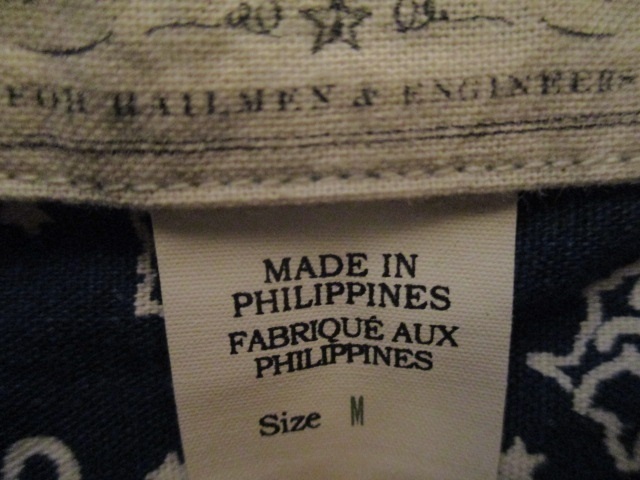 FOR RAILMEN & ENGINEERS
MADE IN
PHILIPPINES
FABRIQUÉ AUX
PHILIPPINES
Size M